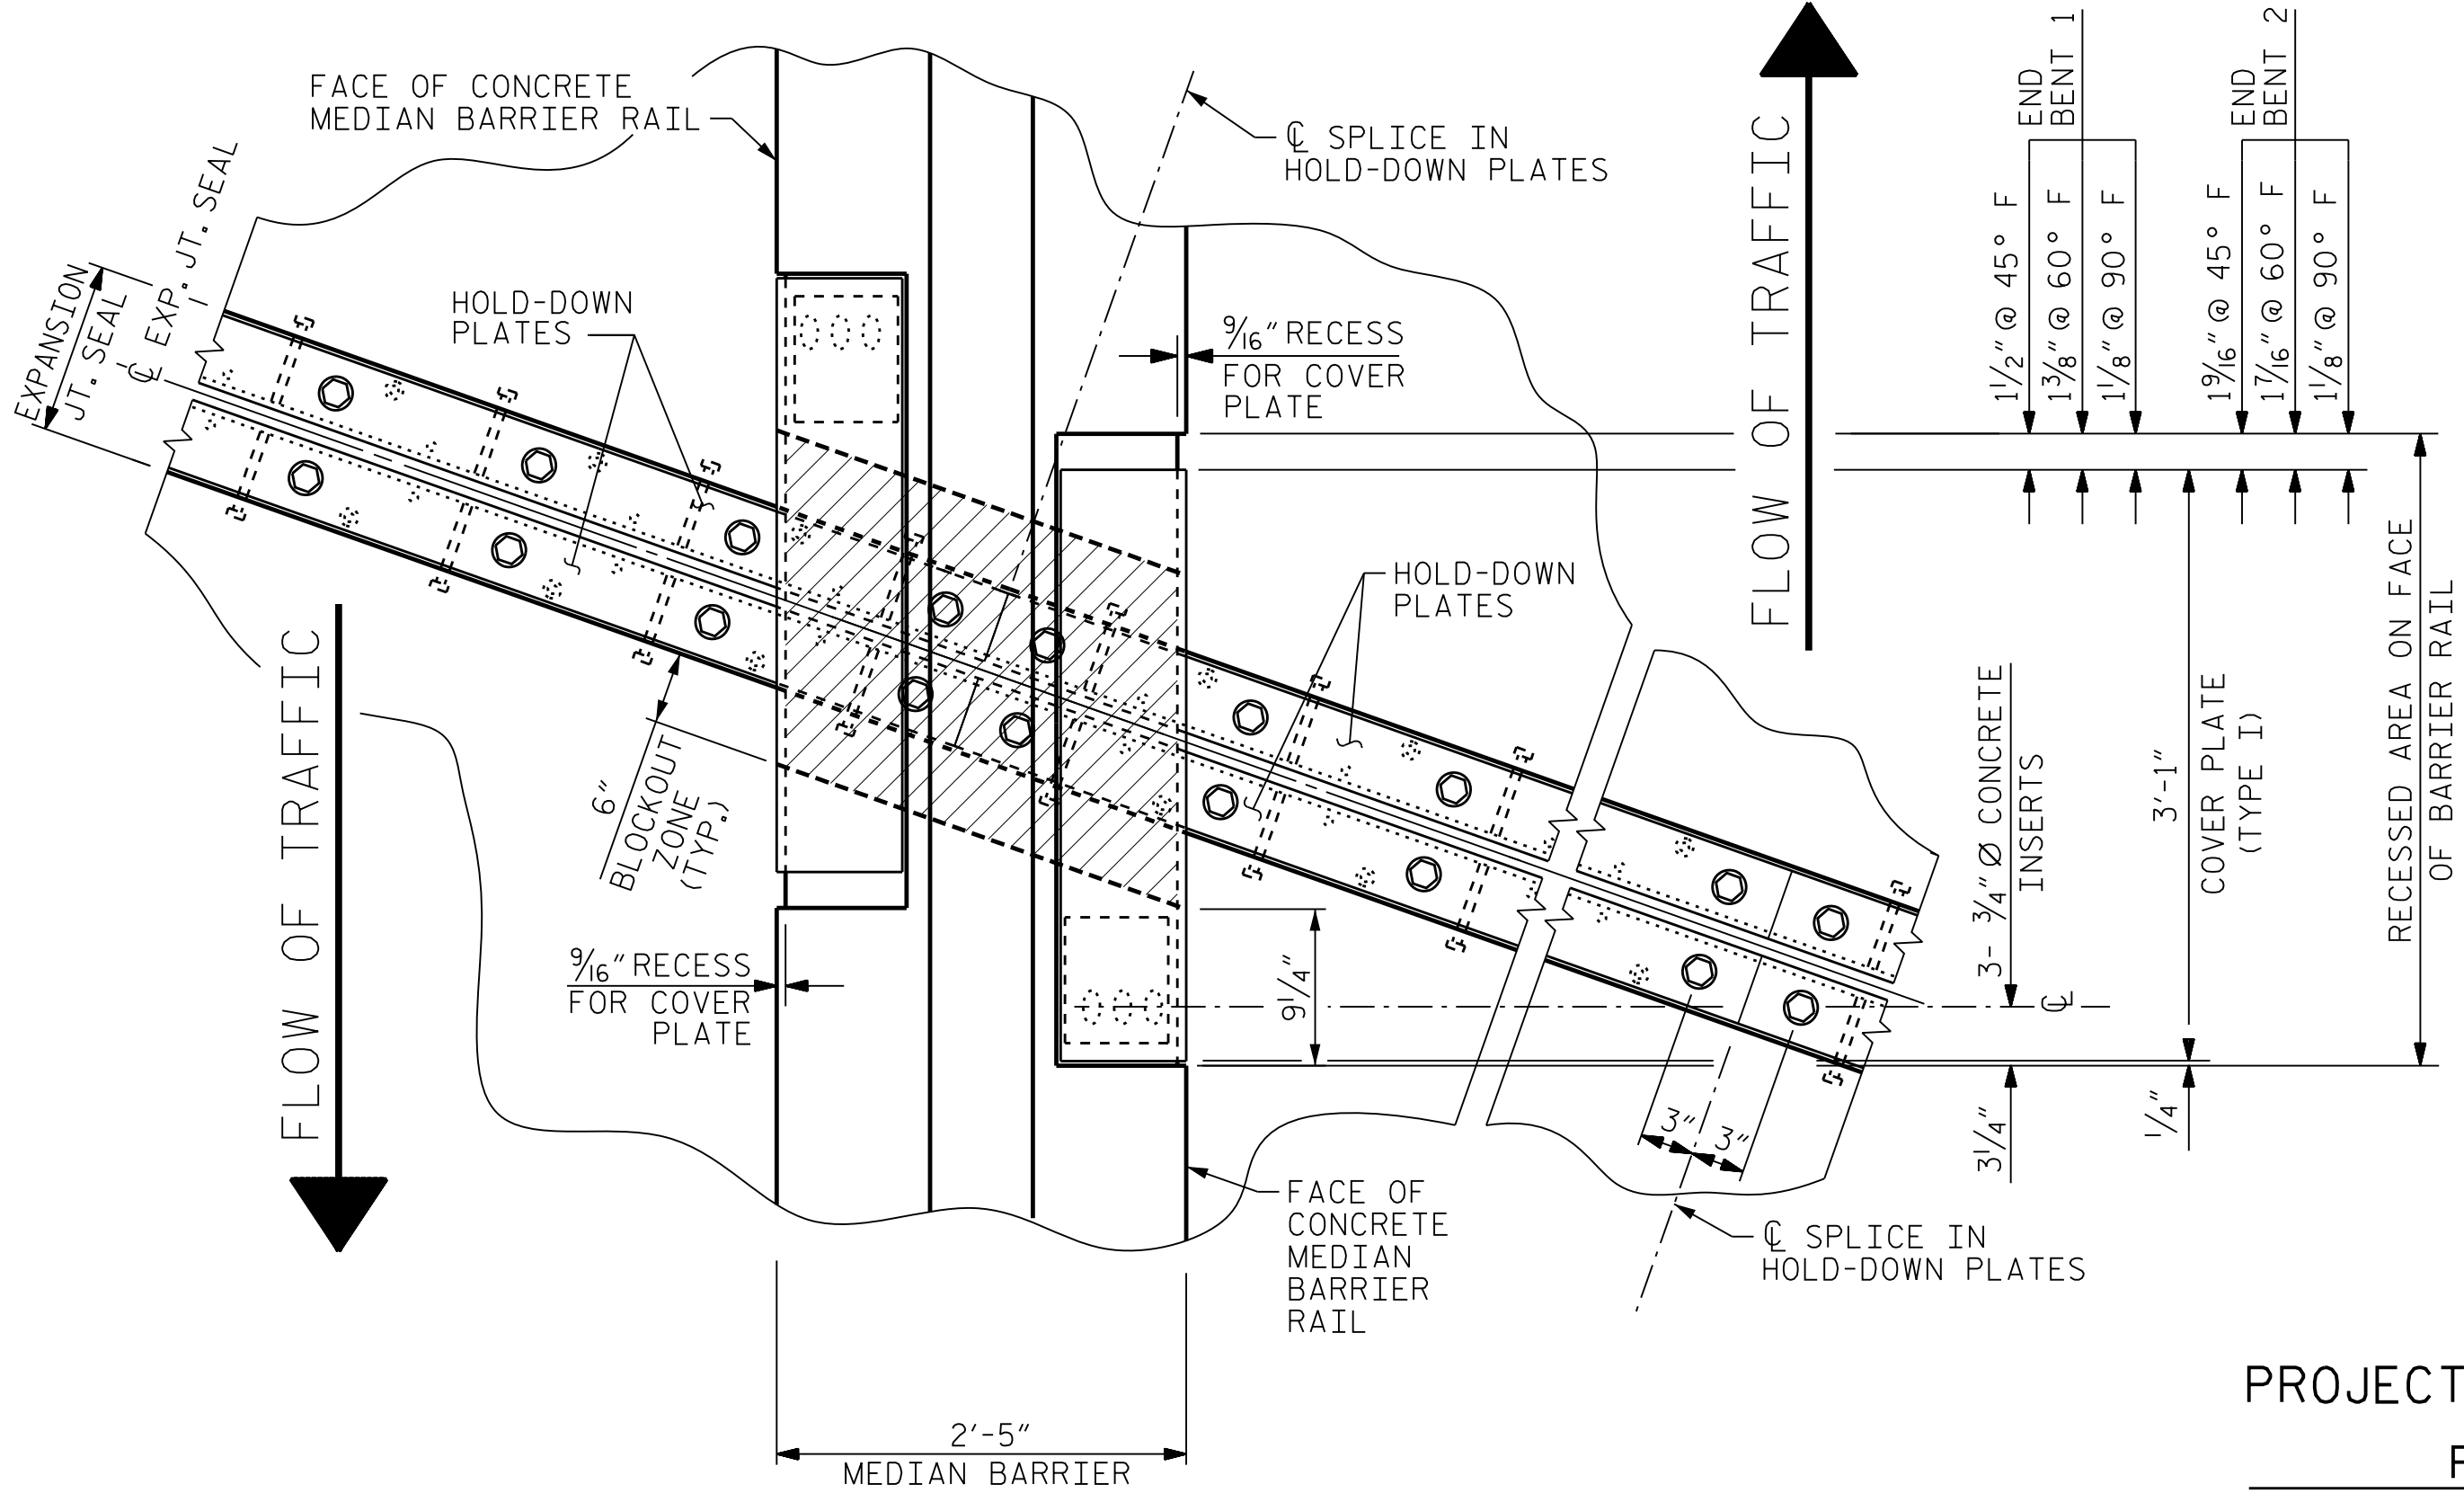 FACE OF CONCRETE
MEDIAN BARRIER RAIL
EXPANSION
JT. SEAL
℄ EXP. JT. SEAL
HOLD-DOWN
PLATES
℄ SPLICE IN
HOLD-DOWN PLATES
9/16" RECESS
FOR COVER
PLATE
FLOW OF TRAFFIC
END
BENT 1
1 1/2" @ 45° F
1 3/8" @ 60° F
1 1/8" @ 90° F
END
BENT 2
1 9/16" @ 45° F
1 7/16" @ 60° F
1 1/8" @ 90° F
HOLD-DOWN
PLATES
FLOW OF TRAFFIC
6"
BLOCKOUT
ZONE
(TYP.)
9/16" RECESS
FOR COVER
PLATE
9 1/4"
3- 3/4" Ø CONCRETE
INSERTS
℄
3'-1"
COVER PLATE
(TYPE I)
RECESSED AREA ON FACE
OF BARRIER RAIL
3 1/4"
1/4"
3"
3"
FACE OF
CONCRETE
MEDIAN
BARRIER
RAIL
℄ SPLICE IN
HOLD-DOWN PLATES
2'-5"
MEDIAN BARRIER
PROJECT